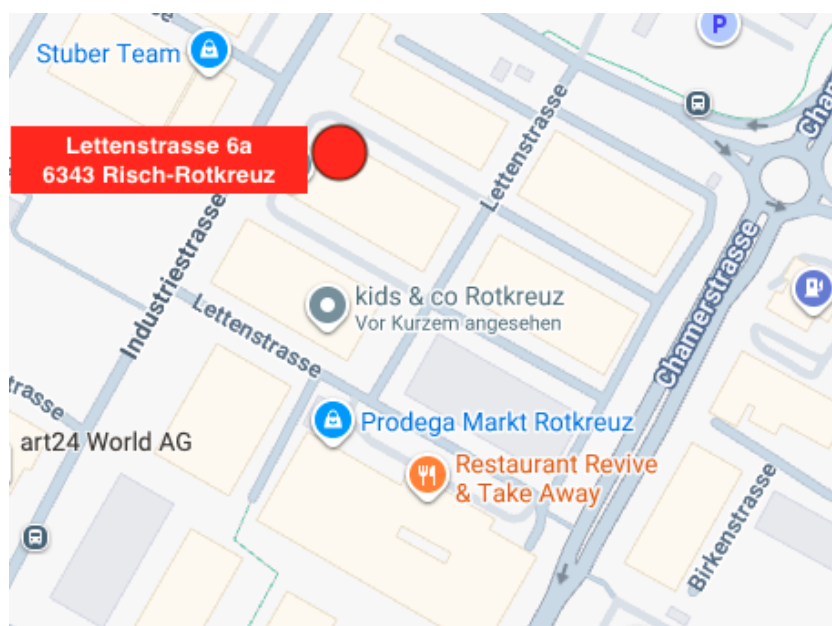 Stuber Team
P
Lettenstrasse 6a
6343 Risch-Rotkreuz
Lettenstrasse
Industriestrasse
kids & co Rotkreuz
Vor Kurzem angesehen
Lettenstrasse
Chamerstrasse
Prodega Markt Rotkreuz
art24 World AG
Restaurant Revive
& Take Away
Birkenstrasse